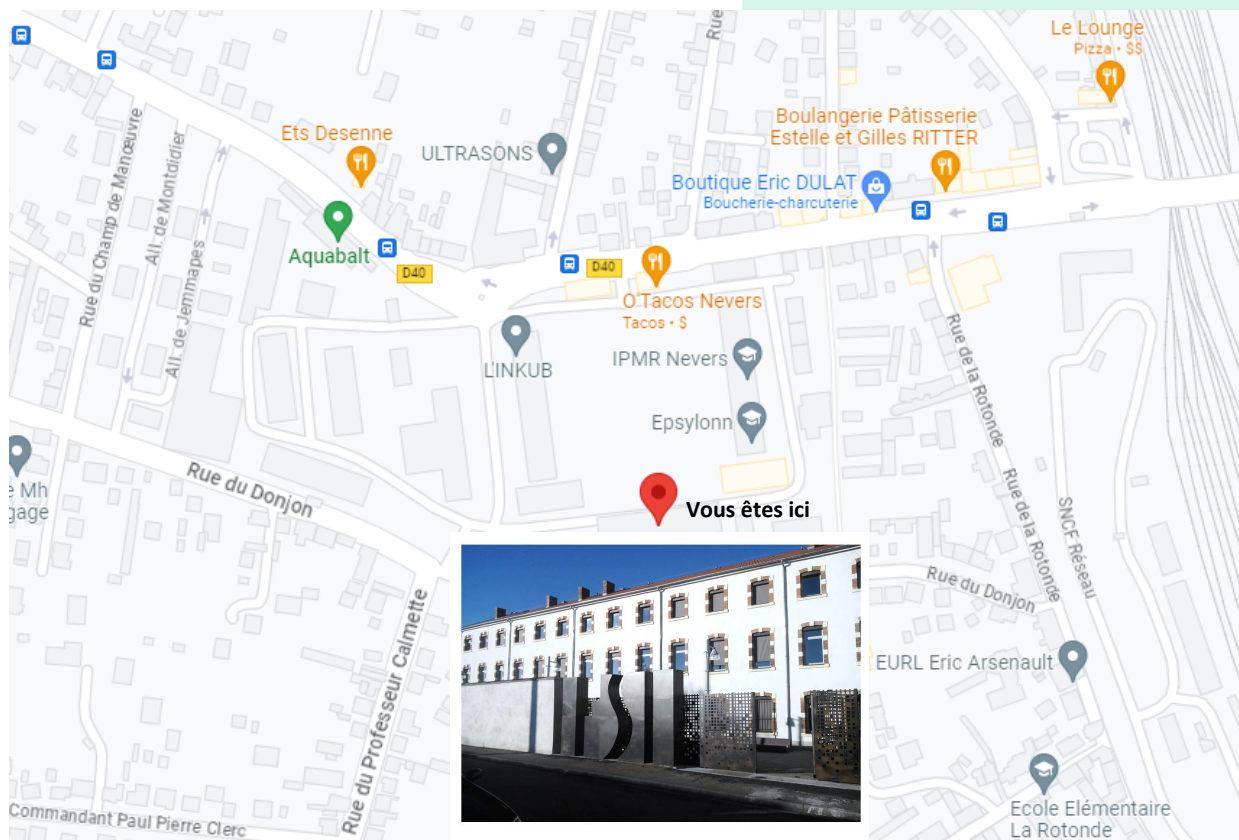 Le Lounge
Pizza • $$
Boulangerie Pâtisserie
Estelle et Gilles RITTER
Ets Desenne
ULTRASONS
Boutique Eric DULAT
Boucherie-charcuterie
Rue du Champ de Manœuvre
All. de Montdidier
All. de Jemmapes
Aquabalt
D40
D40
O'Tacos Nevers
Tacos • $
L'INKUB
IPMR Nevers
Epsylonn
Rue de la Rotonde
Rue de la Rotonde
SNCF Réseau
Rue du Donjon
Vous êtes ici
Rue du Donjon
Rue du Professeur Calmette
EURL Eric Arsenault
Ecole Elémentaire
La Rotonde
Commandant Paul Pierre Clerc
e Mh
gage
Ru